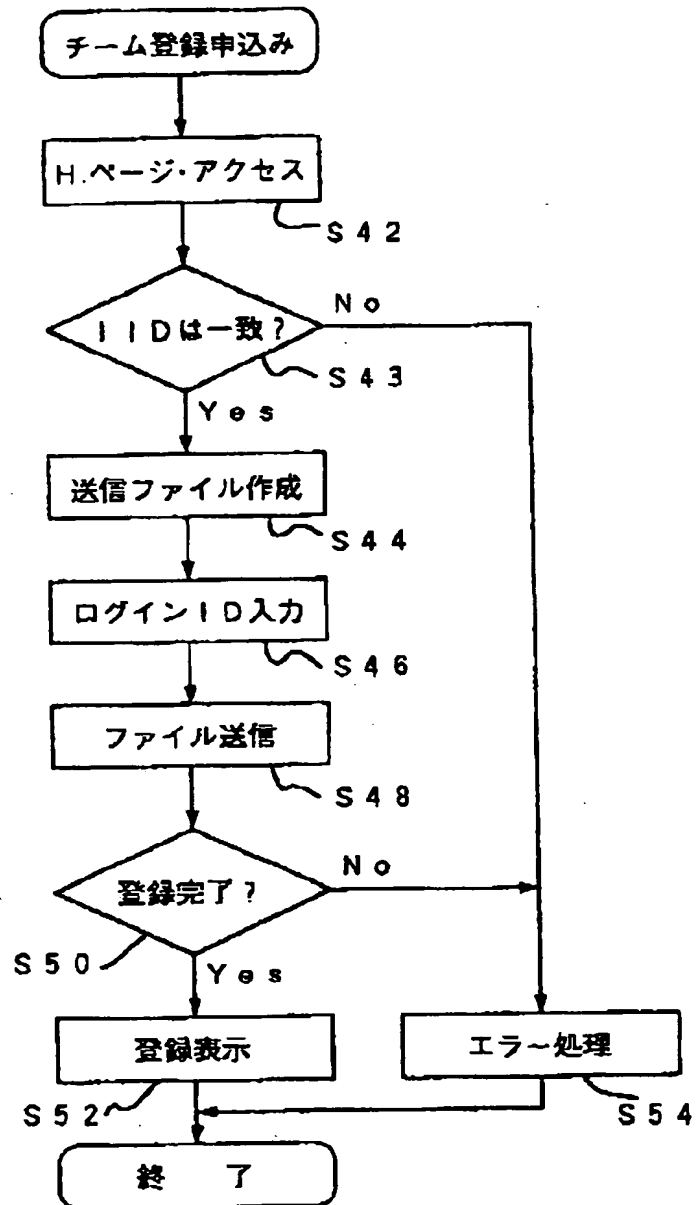 チーム登録申込み
H.ページ・アクセス
S42
IIDは一致?
No
S43
Yes
送信ファイル作成
S44
ログインID入力
S46
ファイル送信
S48
登録完了?
No
S50
Yes
登録表示
エラー処理
S52
S54
終 了